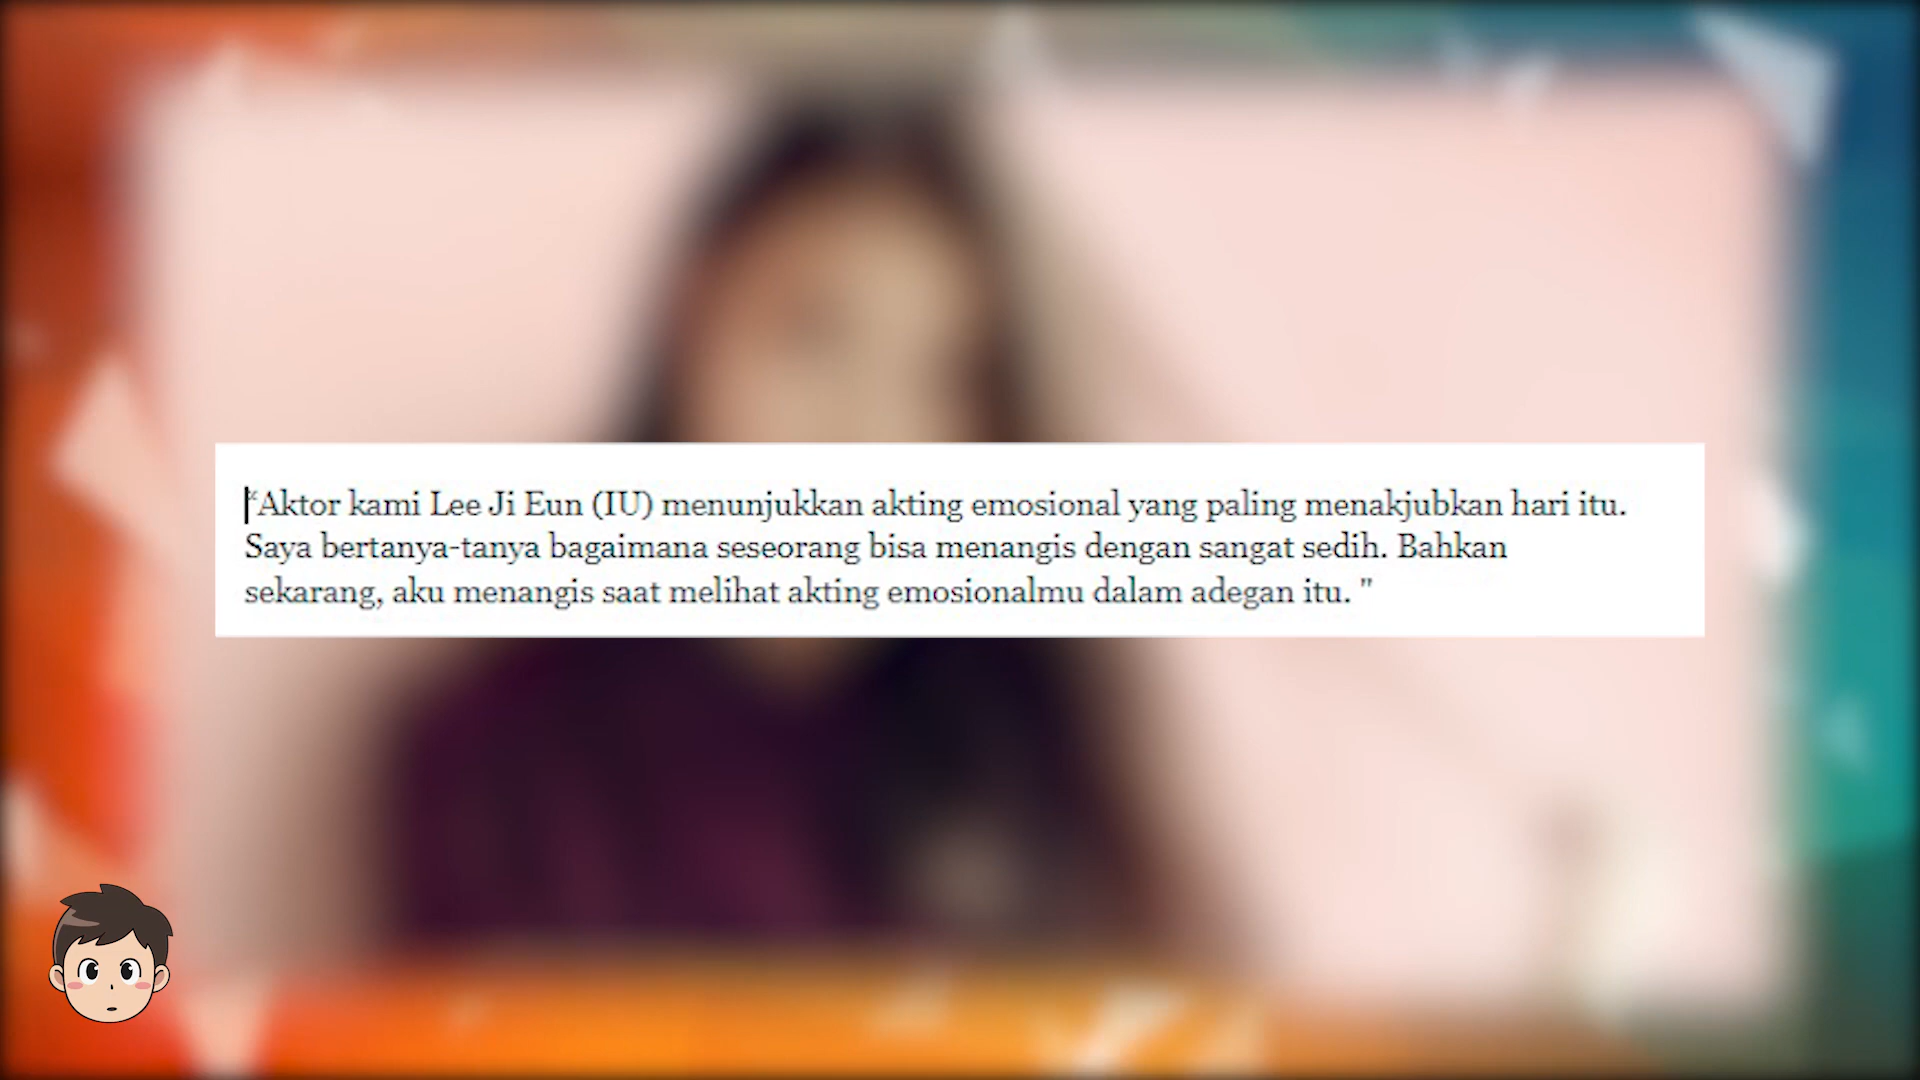 “Aktor kami Lee Ji Eun (IU) menunjukkan akting emosional yang paling menakjubkan hari itu.
Saya bertanya-tanya bagaimana seseorang bisa menangis dengan sangat sedih. Bahkan
sekarang, aku menangis saat melihat akting emosionalmu dalam adegan itu. "